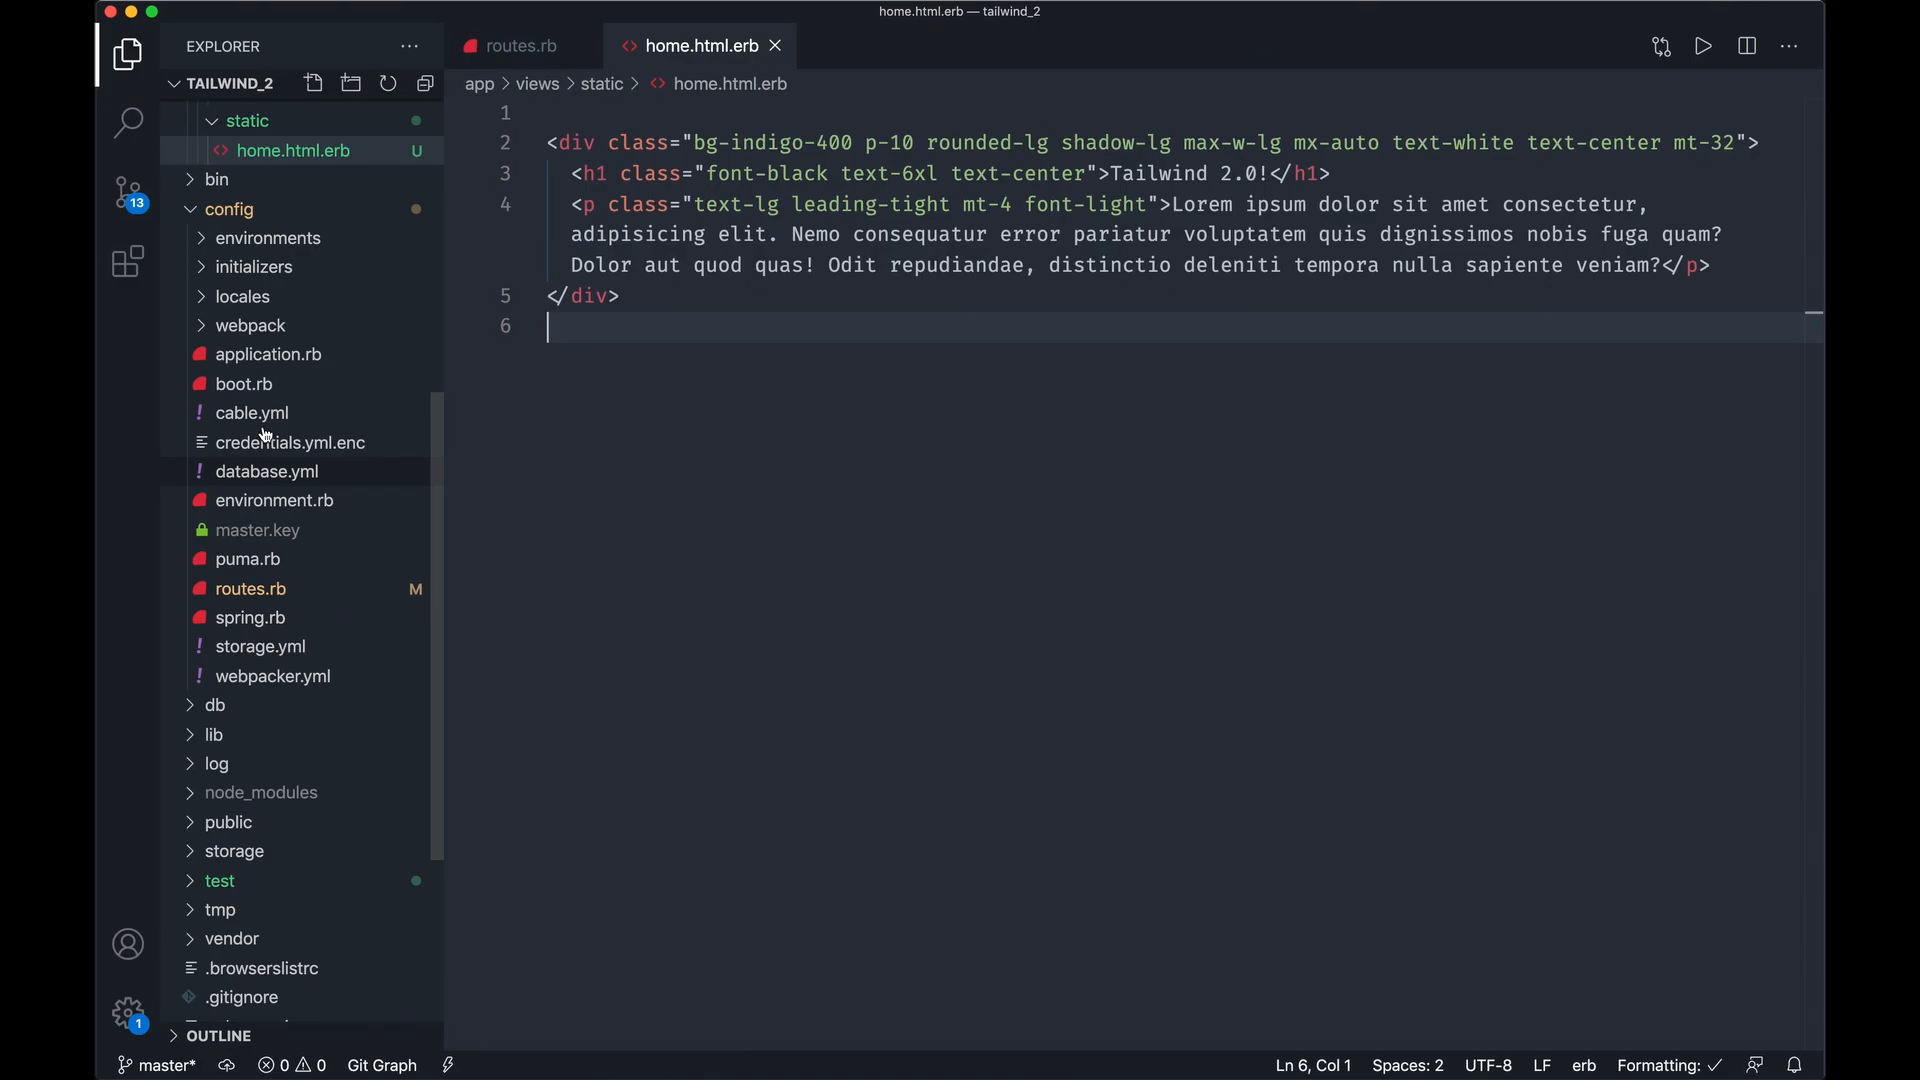 home.html.erb — tailwind_2
EXPLORER
routes.rb
home.html.erb
TAILWIND_2
app > views > static > home.html.erb
static
home.html.erb U
bin
config
environments
initializers
locales
webpack
application.rb
boot.rb
cable.yml
credentials.yml.enc
database.yml
environment.rb
master.key
puma.rb
routes.rb M
spring.rb
storage.yml
webpacker.yml
db
lib
log
node_modules
public
storage
test
tmp
vendor
.browserslistrc
.gitignore
OUTLINE
13
1
1
2 <div class="bg-indigo-400 p-10 rounded-lg shadow-lg max-w-lg mx-auto text-white text-center mt-32">
3 <h1 class="font-black text-6xl text-center">Tailwind 2.0!</h1>
4 <p class="text-lg leading-tight mt-4 font-light">Lorem ipsum dolor sit amet consectetur,
adipisicing elit. Nemo consequatur error pariatur voluptatem quis dignissimos nobis fuga quam?
Dolor aut quod quas! Odit repudiandae, distinctio deleniti tempora nulla sapiente veniam?</p>
5 </div>
6
master* 0 0 Git Graph
Ln 6, Col 1 Spaces: 2 UTF-8 LF erb Formatting: ✓